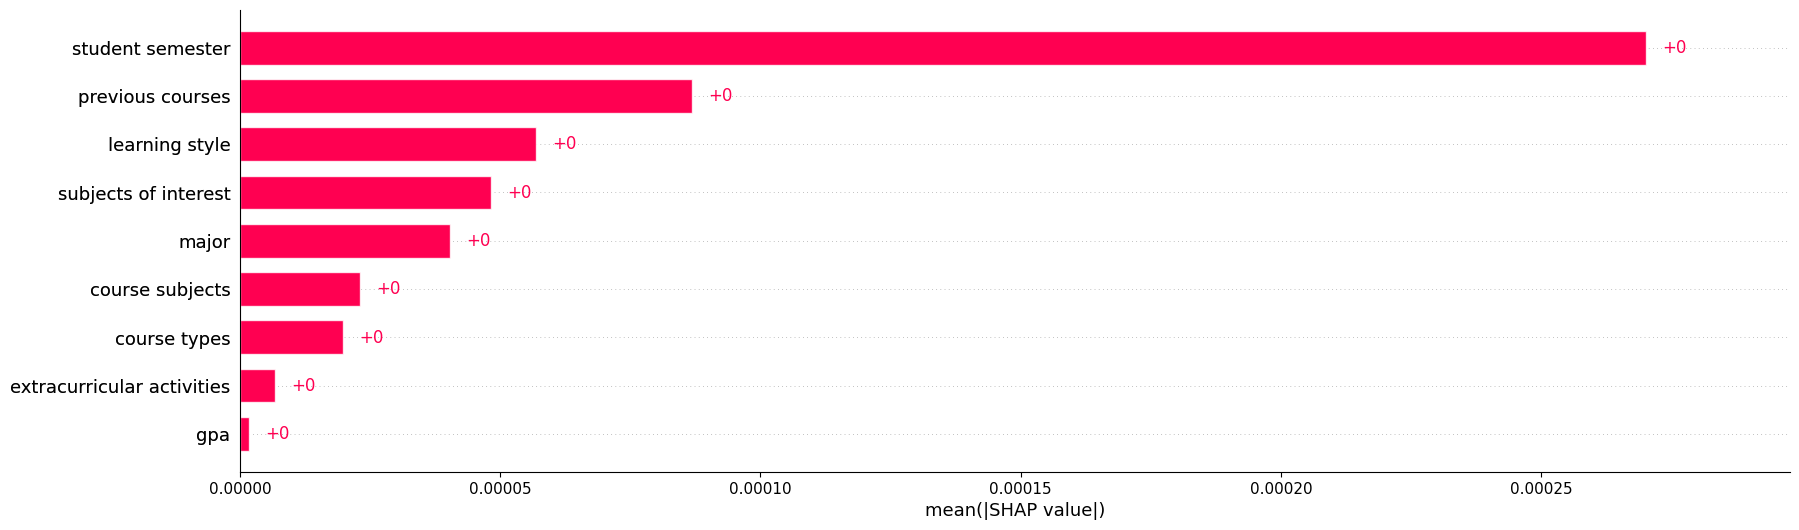 student semester +0
previous courses +0
learning style +0
subjects of interest +0
major +0
course subjects +0
course types +0
extracurricular activities +0
gpa +0
0.00000 0.00005 0.00010 0.00015 0.00020 0.00025
mean(|SHAP value|)